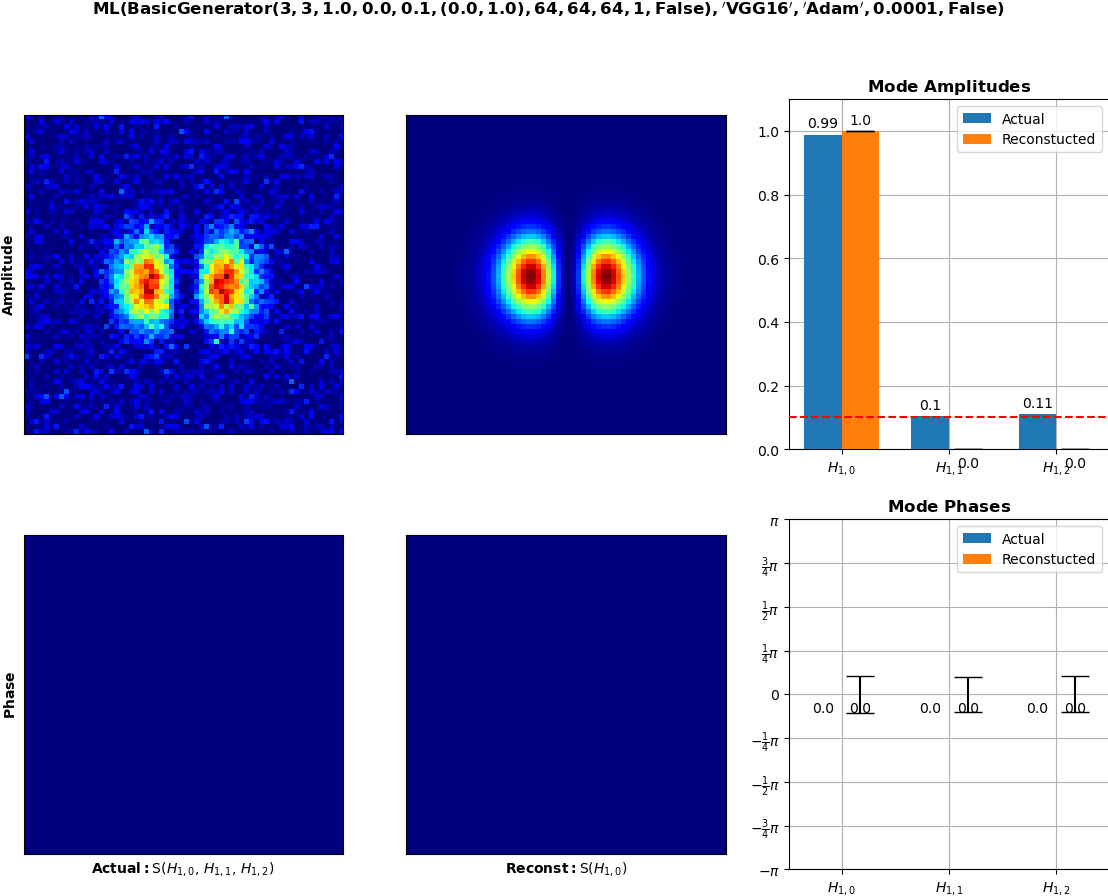 ML(BasicGenerator(3, 3, 1.0, 0.0, 0.1, (0.0, 1.0), 64, 64, 64, 1, False), ′VGG16′, ′Adam′, 0.0001, False)
Amplitude
Mode Amplitudes
Actual
Reconstucted
0.99
1.0
0.1
0.0
0.11
0.0
1.0
0.8
0.6
0.4
0.2
0.0
H1,0
H1,1
H1,2
Phase
Actual: S(H1,0, H1,1, H1,2)
Reconst: S(H1,0)
Mode Phases
Actual
Reconstucted
π
3/4π
1/2π
1/4π
0
−1/4π
−1/2π
−3/4π
−π
0.0
0.0
0.0
0.0
0.0
0.0
H1,0
H1,1
H1,2